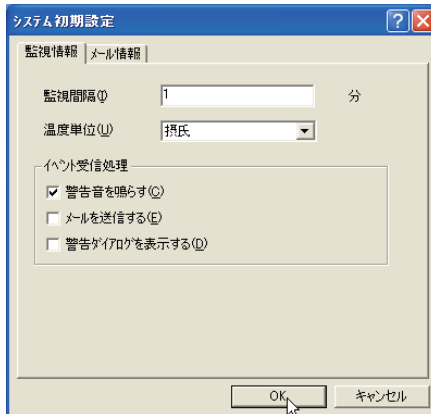 システム初期設定
監視情報 メール情報
監視間隔(I) 1 分
温度単位(U) 摂氏
イベント受信処理
警告音を鳴らす(C)
メールを送信する(E)
警告ダイアログを表示する(D)
OK キャンセル